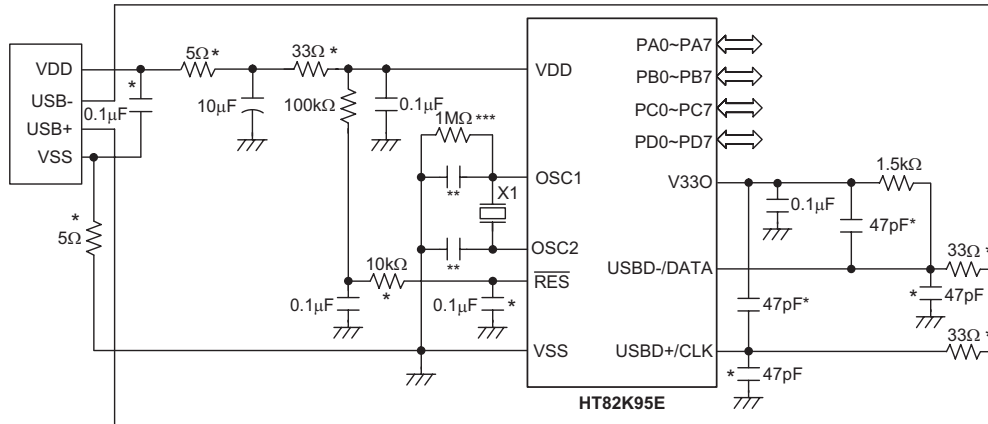 5Ω*
33Ω*
PA0~PA7
VDD
VDD
PB0~PB7
USB-
*
0.1μF
10μF
100kΩ
0.1μF
PC0~PC7
USB+
1MΩ***
PD0~PD7
VSS
1.5kΩ
**
OSC1
V33O
X1
0.1μF
*
5Ω
47pF*
OSC2
**
33Ω*
10kΩ
*
RES
USBD-/DATA
0.1μF
0.1μF
*
47pF*
*
47pF
33Ω*
VSS
USBD+/CLK
*
47pF
HT82K95E